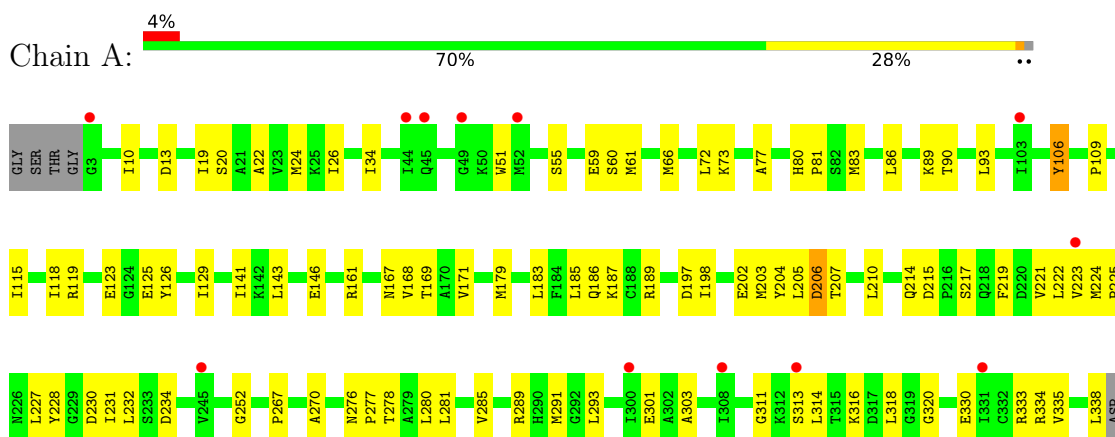 4%
Chain A:
70% 28% ••
GLY SER THR GLY G3 I10 D13 I19 S20 A21 A22 V23 M24 K25 I26 I34 I44 Q45 G49 K50 W51 M52 S55 E59 S60 M61 M66 L72 K73 A77 H80 P81 S82 M83 L86 K89 T90 L93 I103 Y106 P109
I115 I118 R119 E123 G124 E125 Y126 I129 I141 K142 L143 E146 R161 N167 V168 T169 A170 V171 M179 L183 F184 L185 Q186 K187 C188 R189 D197 I198 E202 M203 Y204 L205 D206 T207 L210 Q214 D215 P216 S217 Q218 F219 D220 V221 L222 V223 M224 P225
N226 L227 Y228 G229 D230 I231 L232 S233 D234 V245 G252 P267 A270 N276 P277 T278 A279 L280 L281 V285 R289 H290 M291 G292 L293 I300 E301 A302 A303 I308 G311 K312 S313 L314 T315 K316 D317 L318 G319 G320 E330 I331 C332 R333 R334 V335 L338